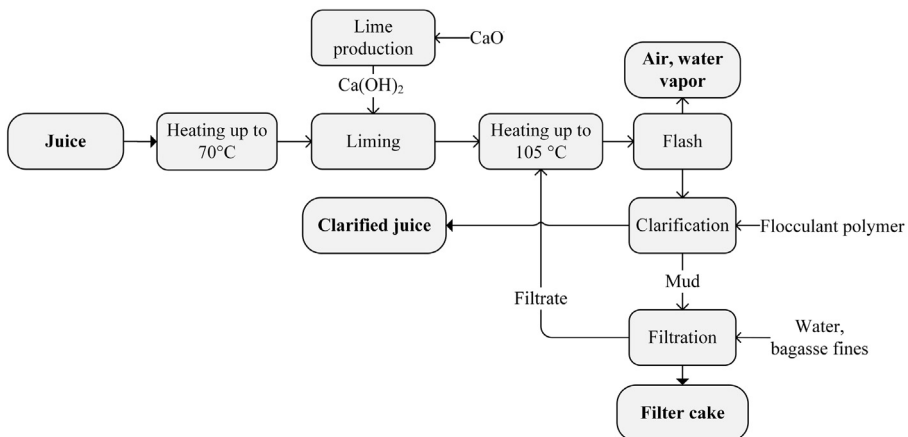 Lime
production
CaO
Air, water
vapor
Ca(OH)₂
Juice
Heating up to
70°C
Liming
Heating up to
105 °C
Flash
Clarified juice
Clarification
Flocculant polymer
Mud
Filtrate
Filtration
Water,
bagasse fines
Filter cake